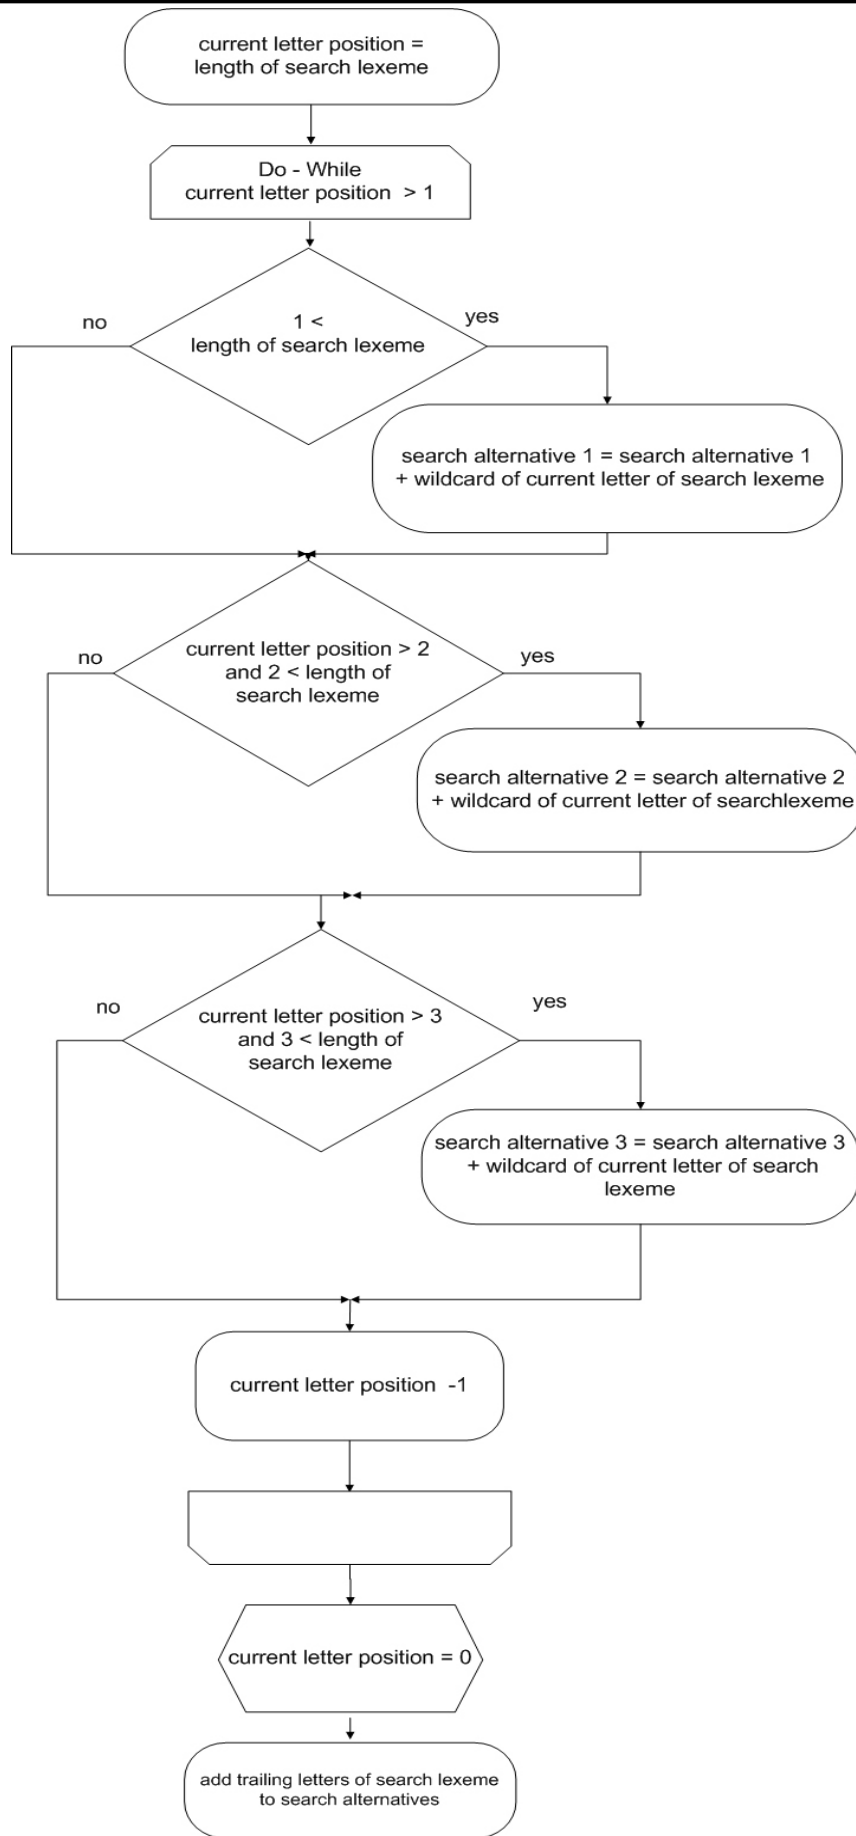 current letter position =
length of search lexeme
Do - While
current letter position > 1
no
yes
1 <
length of search lexeme
search alternative 1 = search alternative 1
+ wildcard of current letter of search lexeme
no
yes
current letter position > 2
and 2 < length of
search lexeme
search alternative 2 = search alternative 2
+ wildcard of current letter of searchlexeme
no
yes
current letter position > 3
and 3 < length of
search lexeme
search alternative 3 = search alternative 3
+ wildcard of current letter of search
lexeme
current letter position -1
current letter position = 0
add trailing letters of search lexeme
to search alternatives